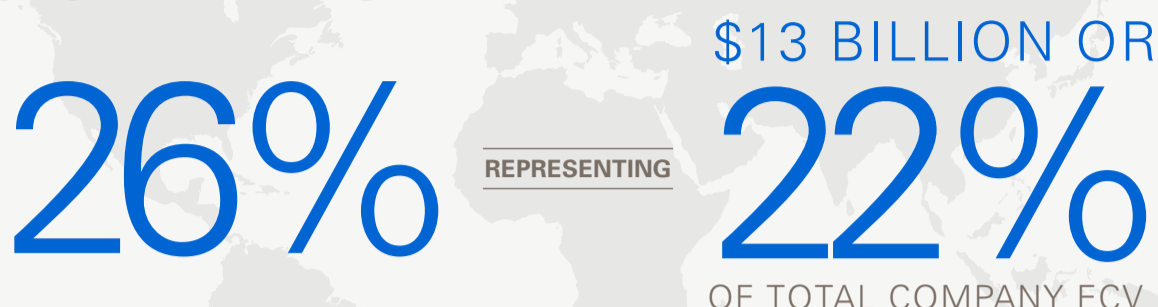 $13 BILLION OR
26%
REPRESENTING
22%
OF TOTAL COMPANY ECV